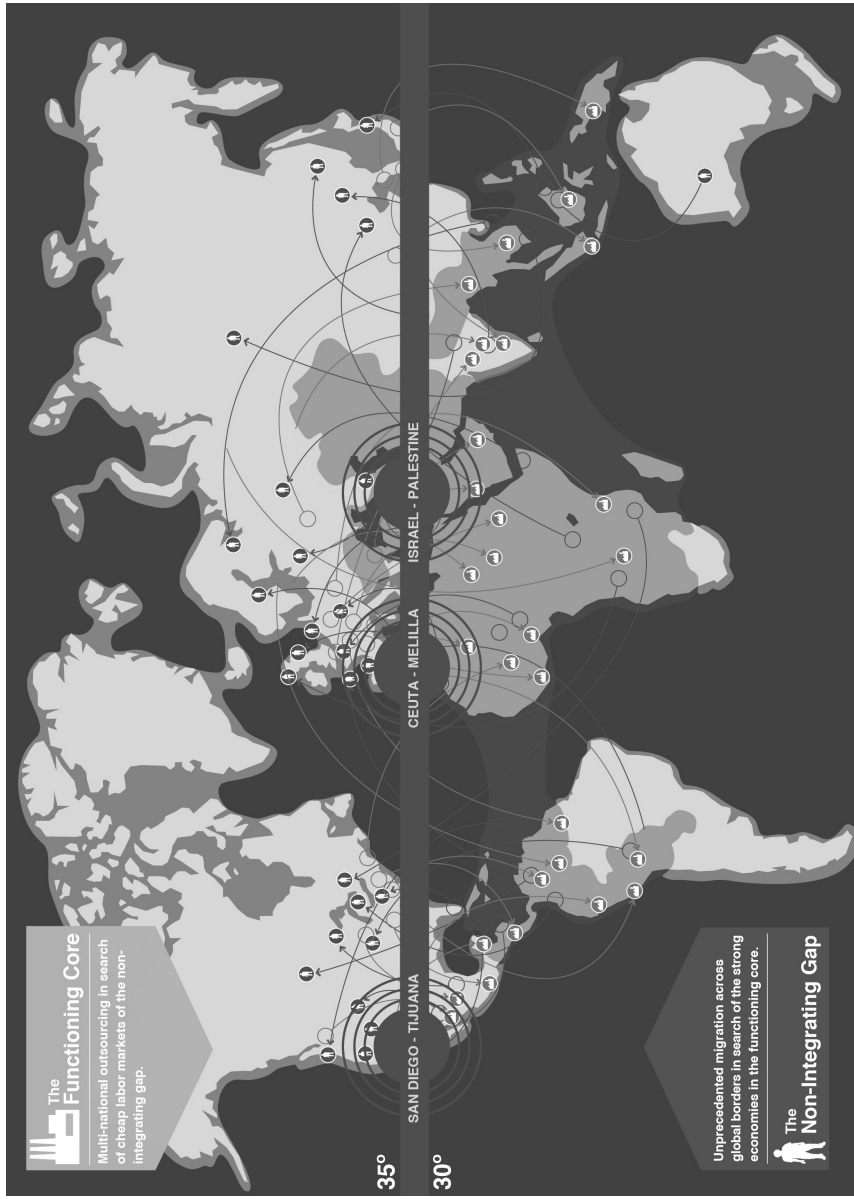 The
Functioning Core
Multi-national outsourcing in search
of cheap labor markets of the non-
integrating gap.
35º
30º
SAN DIEGO - TIJUANA
CEUTA - MELILLA
ISRAEL - PALESTINE
Unprecedented migration across
global borders in search of the strong
economies in the functioning core.
The
Non-Integrating Gap